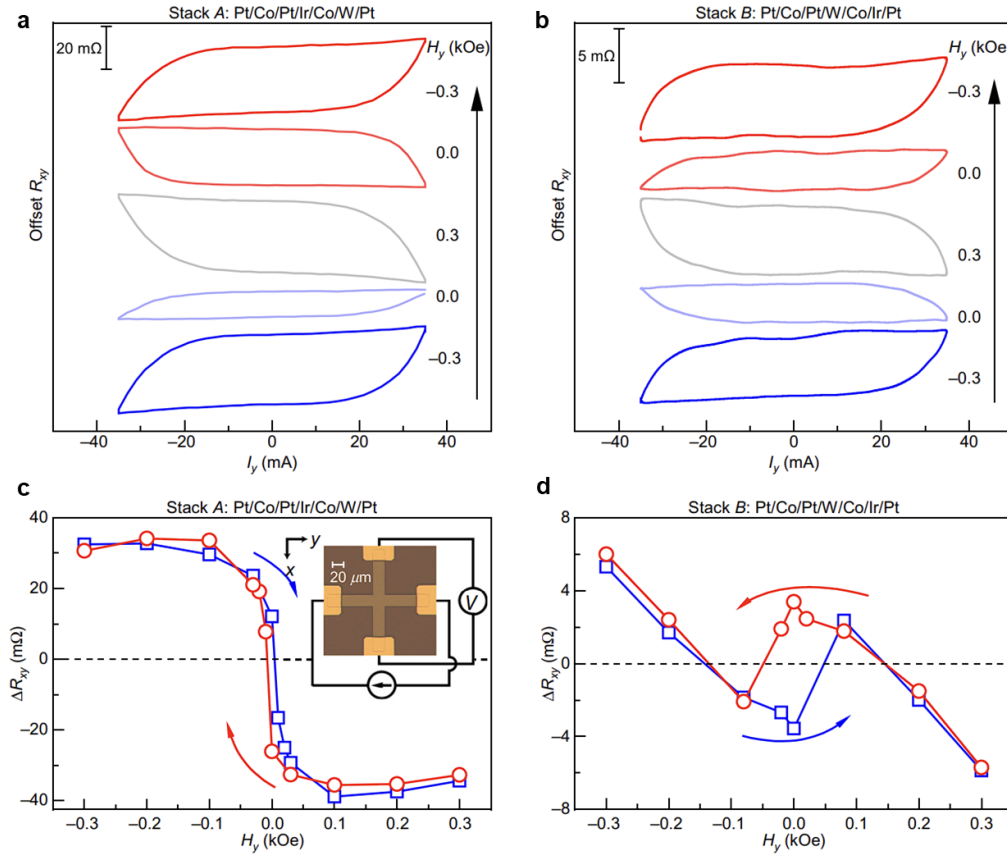 a
Stack A: Pt/Co/Pt/Ir/Co/W/Pt
20 mΩ
Hy (kOe)
–0.3
0.0
0.3
0.0
–0.3
Offset Rxy
–40 –20 0 20 40
Iy (mA)
b
Stack B: Pt/Co/Pt/W/Co/Ir/Pt
5 mΩ
Hy (kOe)
–0.3
0.0
0.3
0.0
–0.3
Offset Rxy
–40 –20 0 20 40
Iy (mA)
c
Stack A: Pt/Co/Pt/Ir/Co/W/Pt
40
20
0
–20
–40
ΔRxy (mΩ)
y
x
20 μm
V
–0.3 –0.2 –0.1 0.0 0.1 0.2 0.3
Hy (kOe)
d
Stack B: Pt/Co/Pt/W/Co/Ir/Pt
8
4
0
–4
–8
ΔRxy (mΩ)
–0.3 –0.2 –0.1 0.0 0.1 0.2 0.3
Hy (kOe)